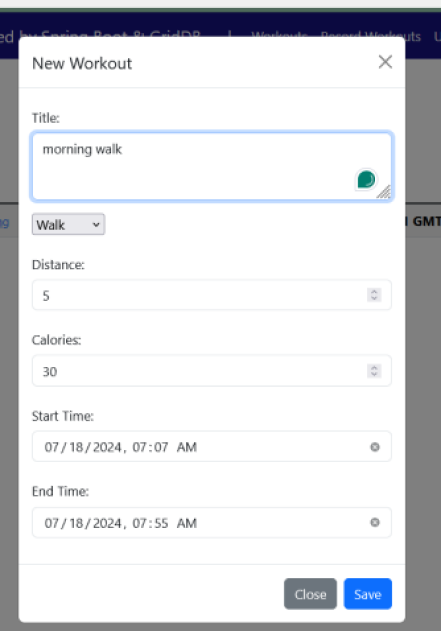 ed by Spring Boot & GridDB | Workouts Record Workouts U
New Workout
Title:
morning walk
Walk
ng GMT
Distance:
5
Calories:
30
Start Time:
07/18/2024, 07:07 AM
End Time:
07/18/2024, 07:55 AM
Close Save